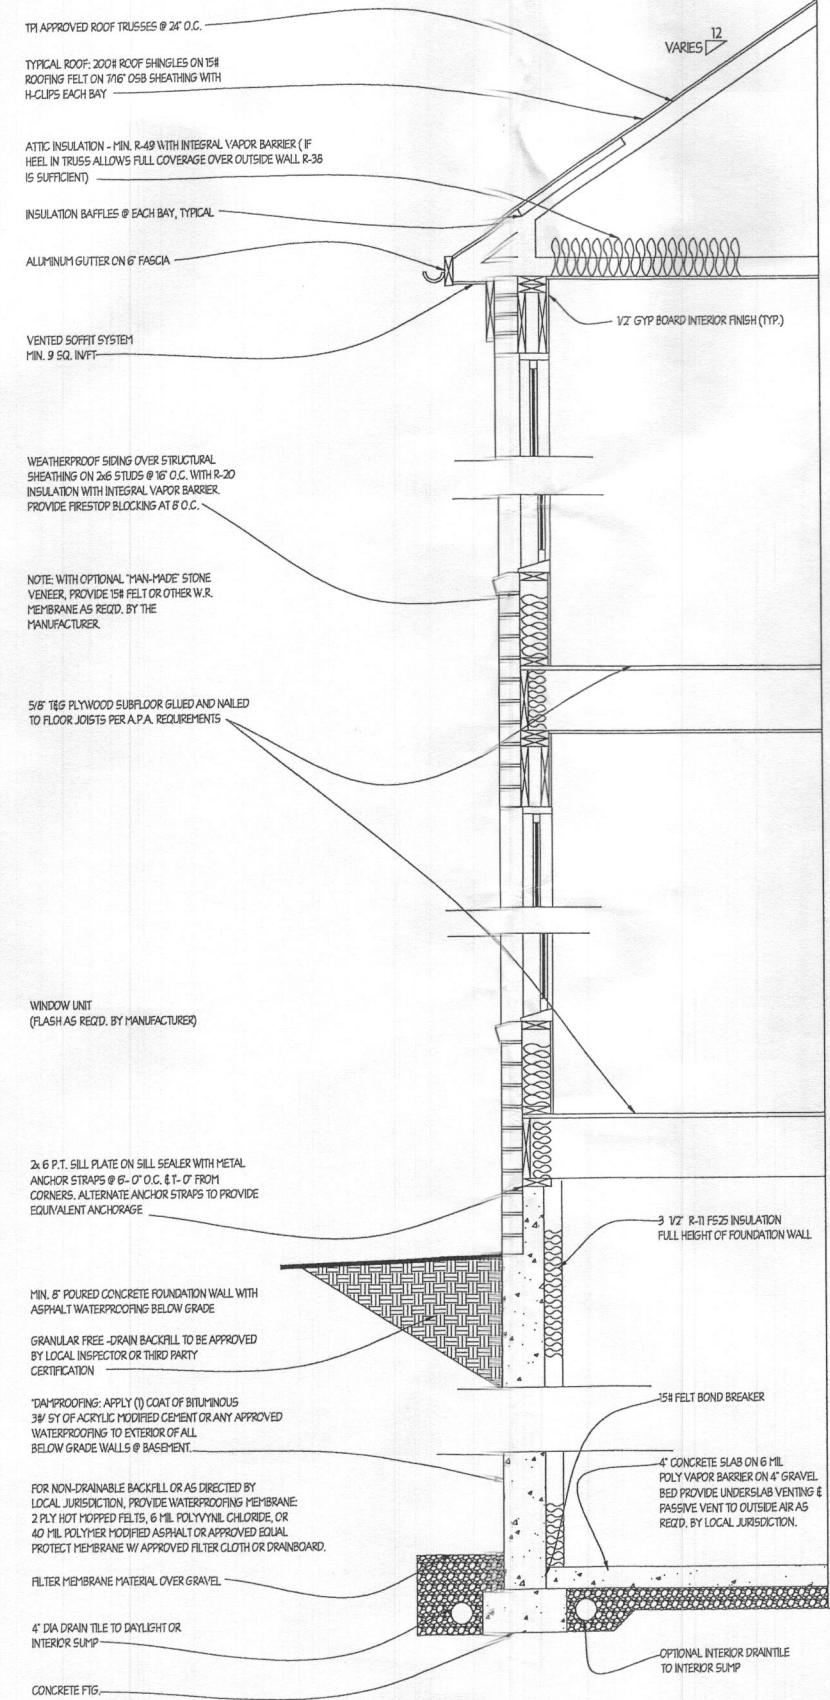 TPI APPROVED ROOF TRUSSES @ 24" O.C.
12
VARIES
TYPICAL ROOF: 200# ROOF SHINGLES ON 15#
ROOFING FELT ON 7/16" OSB SHEATHING WITH
H-CLIPS EACH BAY
ATTIC INSULATION - MIN. R-49 WITH INTEGRAL VAPOR BARRIER ( IF
HEEL IN TRUSS ALLOWS FULL COVERAGE OVER OUTSIDE WALL R-38
IS SUFFICIENT)
INSULATION BAFFLES @ EACH BAY, TYPICAL
ALUMINUM GUTTER ON 6" FASCIA
1/2" GYP BOARD INTERIOR FINISH (TYP.)
VENTED SOFFIT SYSTEM
MIN. 9 SQ. IN/FT
WEATHERPROOF SIDING OVER STRUCTURAL
SHEATHING ON 2x6 STUDS @ 16" O.C. WITH R-20
INSULATION WITH INTEGRAL VAPOR BARRIER.
PROVIDE FIRESTOP BLOCKING AT 8' O.C.
NOTE: WITH OPTIONAL "MAN-MADE" STONE
VENEER, PROVIDE 15# FELT OR OTHER W.R.
MEMBRANE AS REQ'D. BY THE
MANUFACTURER.
5/8" T&G PLYWOOD SUBFLOOR GLUED AND NAILED
TO FLOOR JOISTS PER A.P.A. REQUIREMENTS
WINDOW UNIT
(FLASH AS REQ'D. BY MANUFACTURER)
2x 6 P.T. SILL PLATE ON SILL SEALER WITH METAL
ANCHOR STRAPS @ 6'- 0" O.C. & 1'- 0" FROM
CORNERS. ALTERNATE ANCHOR STRAPS TO PROVIDE
EQUIVALENT ANCHORAGE
3 1/2" R-11 FS25 INSULATION
FULL HEIGHT OF FOUNDATION WALL
MIN. 8" POURED CONCRETE FOUNDATION WALL WITH
ASPHALT WATERPROOFING BELOW GRADE
GRANULAR FREE -DRAIN BACKFILL TO BE APPROVED
BY LOCAL INSPECTOR OR THIRD PARTY
CERTIFICATION
"DAMPROOFING: APPLY (1) COAT OF BITUMINOUS
3#/ SY OF ACRYLIC MODIFIED CEMENT OR ANY APPROVED
WATERPROOFING TO EXTERIOR OF ALL
BELOW GRADE WALLS @ BASEMENT.
15# FELT BOND BREAKER
4" CONCRETE SLAB ON 6 MIL
POLY VAPOR BARRIER ON 4" GRAVEL
BED PROVIDE UNDERSLAB VENTING &
PASSIVE VENT TO OUTSIDE AIR AS
REQ'D. BY LOCAL JURISDICTION.
FOR NON-DRAINABLE BACKFILL OR AS DIRECTED BY
LOCAL JURISDICTION, PROVIDE WATERPROOFING MEMBRANE:
2 PLY HOT MOPPED FELTS, 6 MIL POLYVYNIL CHLORIDE, OR
40 MIL POLYMER MODIFIED ASPHALT OR APPROVED EQUAL
PROTECT MEMBRANE W/ APPROVED FILTER CLOTH OR DRAINBOARD.
FILTER MEMBRANE MATERIAL OVER GRAVEL
4" DIA DRAIN TILE TO DAYLIGHT OR
INTERIOR SUMP
OPTIONAL INTERIOR DRAINTILE
TO INTERIOR SUMP
CONCRETE FTG.